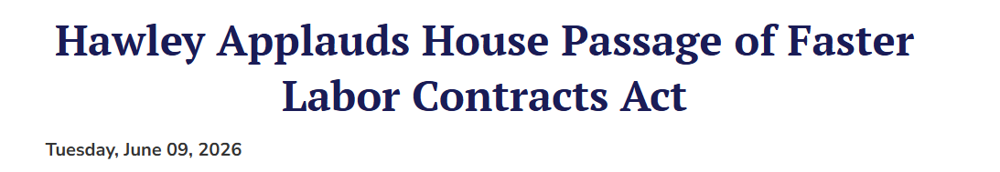 Hawley Applauds House Passage of Faster
Labor Contracts Act
Tuesday, June 09, 2026